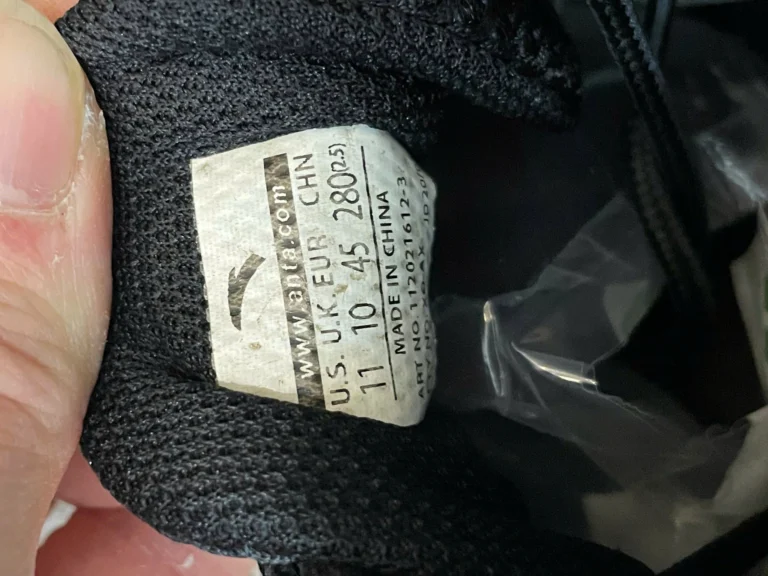 www.anta.com
U.S. U.K. EUR CHN
11 10 45 280(2.5)
MADE IN CHINA
ART NO 112021612-3